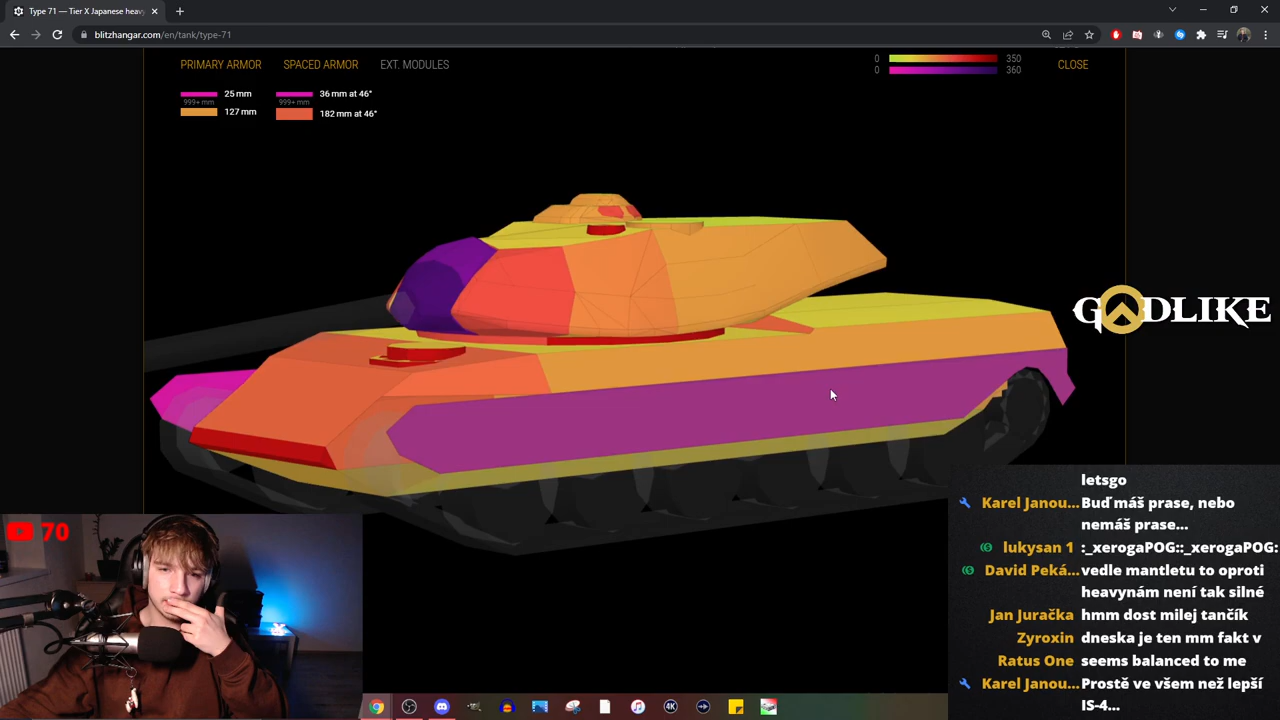 Type 71 — Tier X Japanese heavy
blitzhangar.com/en/tank/type-71
PRIMARY ARMOR
SPACED ARMOR
EXT. MODULES
0
350
0
360
CLOSE
25 mm
36 mm at 46°
999+ mm
999+ mm
127 mm
182 mm at 46°
GODLIKE
letsgo
Karel Janou... Buď máš prase, nebo
nemáš prase...
lukysan 1 :_xerogaPOG::_xerogaPOG:
David Peká... vedle mantletu to oproti
heavynám není tak silné
Jan Juračka hmm dost milej tančík
Zyroxin dneska je ten mm fakt v
Ratus One seems balanced to me
Karel Janou... Prostě ve všem než lepší
IS-4...
70
4K